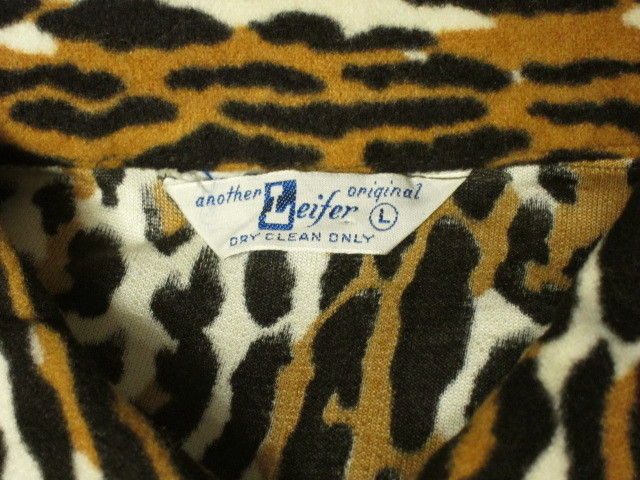 another Leifer original Ⓛ
DRY CLEAN ONLY